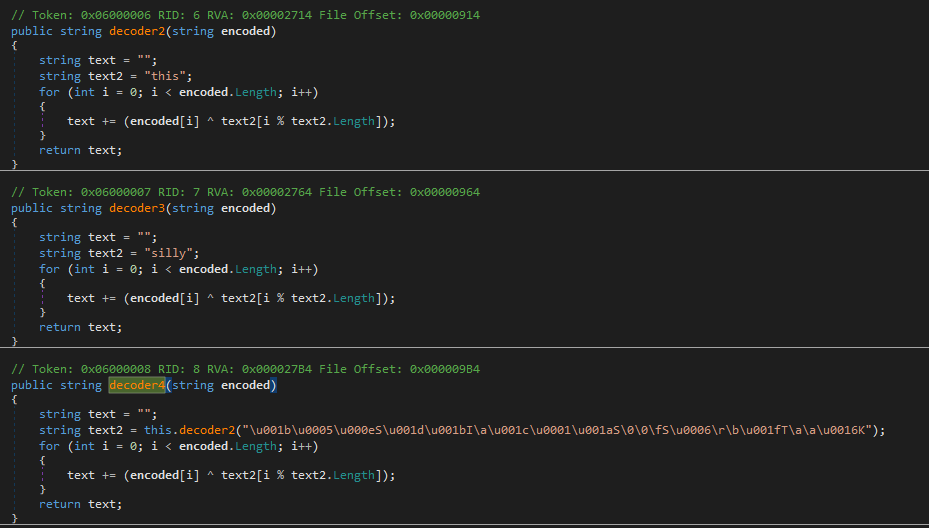 // Token: 0x06000006 RID: 6 RVA: 0x00002714 File Offset: 0x00000914
public string decoder2(string encoded)
{
    string text = "";
    string text2 = "this";
    for (int i = 0; i < encoded.Length; i++)
    {
        text += (encoded[i] ^ text2[i % text2.Length]);
    }
    return text;
}
// Token: 0x06000007 RID: 7 RVA: 0x00002764 File Offset: 0x00000964
public string decoder3(string encoded)
{
    string text = "";
    string text2 = "silly";
    for (int i = 0; i < encoded.Length; i++)
    {
        text += (encoded[i] ^ text2[i % text2.Length]);
    }
    return text;
}
// Token: 0x06000008 RID: 8 RVA: 0x000027B4 File Offset: 0x000009B4
public string decoder4(string encoded)
{
    string text = "";
    string text2 = this.decoder2("\u001b\u0005\u000eS\u001d\u001bI\a\u001c\u0001\u001aS\0\0\fS\u0006\r\b\u001fT\a\a\u0016K");
    for (int i = 0; i < encoded.Length; i++)
    {
        text += (encoded[i] ^ text2[i % text2.Length]);
    }
    return text;
}